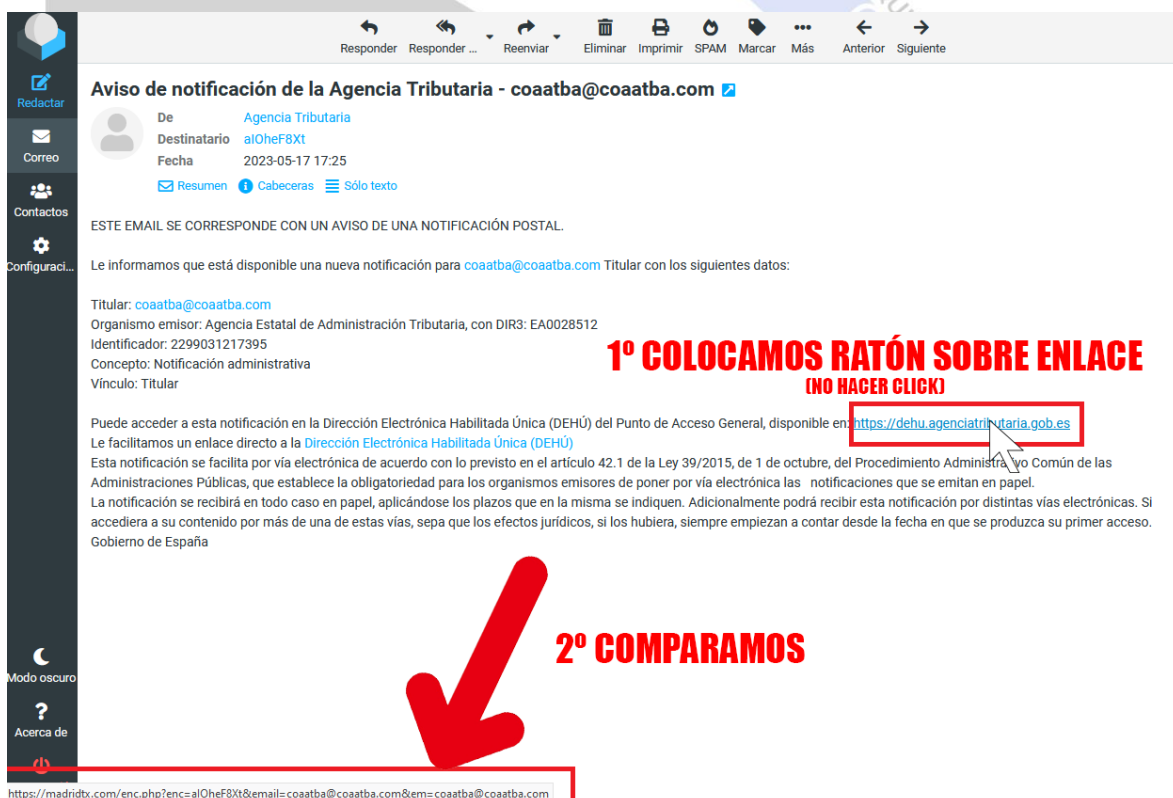 Responder Responder ... Reenviar Eliminar Imprimir SPAM Marcar Más Anterior Siguiente
Redactar
Correo
Contactos
Configuraci...
Aviso de notificación de la Agencia Tributaria - coaatba@coaatba.com
De Agencia Tributaria
Destinatario alOheF8Xt
Fecha 2023-05-17 17:25
Resumen Cabeceras Sólo texto
ESTE EMAIL SE CORRESPONDE CON UN AVISO DE UNA NOTIFICACIÓN POSTAL.
Le informamos que está disponible una nueva notificación para coaatba@coaatba.com Titular con los siguientes datos:
Titular: coaatba@coaatba.com
Organismo emisor: Agencia Estatal de Administración Tributaria, con DIR3: EA0028512
Identificador: 2299031217395
Concepto: Notificación administrativa
Vínculo: Titular
1º COLOCAMOS RATÓN SOBRE ENLACE
(NO HACER CLICK)
Puede acceder a esta notificación en la Dirección Electrónica Habilitada Única (DEHÚ) del Punto de Acceso General, disponible en: https://dehu.agenciatributaria.gob.es
Le facilitamos un enlace directo a la Dirección Electrónica Habilitada Única (DEHÚ)
Esta notificación se facilita por vía electrónica de acuerdo con lo previsto en el artículo 42.1 de la Ley 39/2015, de 1 de octubre, del Procedimiento Administrativo Común de las
Administraciones Públicas, que establece la obligatoriedad para los organismos emisores de poner por vía electrónica las notificaciones que se emitan en papel.
La notificación se recibirá en todo caso en papel, aplicándose los plazos que en la misma se indiquen. Adicionalmente podrá recibir esta notificación por distintas vías electrónicas. Si
accediera a su contenido por más de una de estas vías, sepa que los efectos jurídicos, si los hubiera, siempre empiezan a contar desde la fecha en que se produzca su primer acceso.
Gobierno de España
2º COMPARAMOS
Modo oscuro
Acerca de
https://madridtx.com/enc.php?enc=alOheF8Xt&email=coaatba@coaatba.com&em=coaatba@coaatba.com